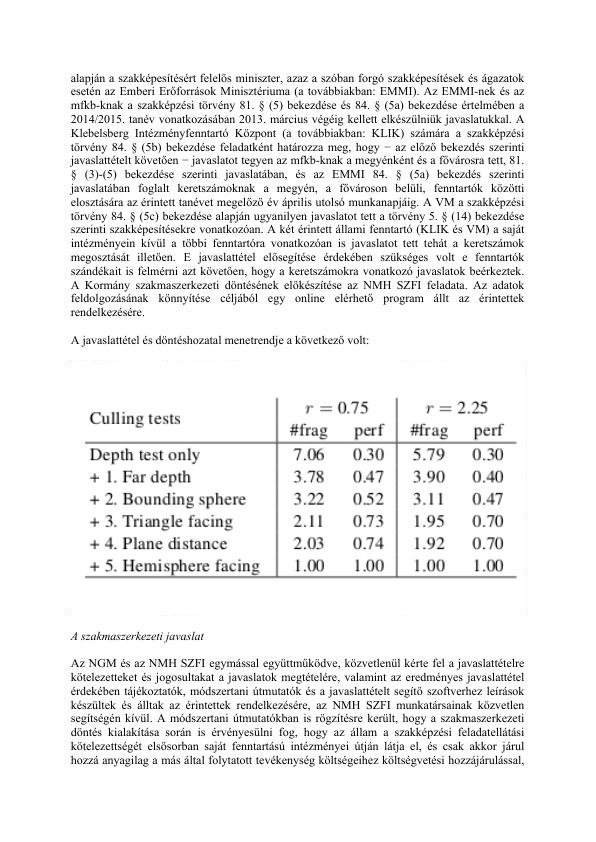 alapján a szakképesítésért felelős miniszter, azaz a szóban forgó szakképesítések és ágazatok
esetén az Emberi Erőforrások Minisztériuma (a továbbiakban: EMMI). Az EMMI-nek és az
mfkb-knak a szakképzési törvény 81. § (5) bekezdése és 84. § (5a) bekezdése értelmében a
2014/2015. tanév vonatkozásában 2013. március végéig kellett elkészülniük javaslatukkal. A
Klebelsberg Intézményfenntartó Központ (a továbbiakban: KLIK) számára a szakképzési
törvény 84. § (5b) bekezdése feladatként határozza meg, hogy − az előző bekezdés szerinti
javaslattételt követően − javaslatot tegyen az mfkb-knak a megyénként és a fővárosra tett, 81.
§ (3)-(5) bekezdése szerinti javaslatában, és az EMMI 84. § (5a) bekezdés szerinti
javaslatában foglalt keretszámoknak a megyén, a fővároson belüli, fenntartók közötti
elosztására az érintett tanévet megelőző év április utolsó munkanapjáig. A VM a szakképzési
törvény 84. § (5c) bekezdése alapján ugyanilyen javaslatot tett a törvény 5. § (14) bekezdése
szerinti szakképesítésekre vonatkozóan. A két érintett állami fenntartó (KLIK és VM) a saját
intézményein kívül a többi fenntartóra vonatkozóan is javaslatot tett tehát a keretszámok
megosztását illetően. E javaslattétel elősegítése érdekében szükséges volt e fenntartók
szándékait is felmérni azt követően, hogy a keretszámokra vonatkozó javaslatok beérkeztek.
A Kormány szakmaszerkezeti döntésének előkészítése az NMH SZFI feladata. Az adatok
feldolgozásának könnyítése céljából egy online elérhető program állt az érintettek
rendelkezésére.
A javaslattétel és döntéshozatal menetrendje a következő volt:
Culling tests r = 0.75 r = 2.25
#frag perf #frag perf
Depth test only 7.06 0.30 5.79 0.30
+ 1. Far depth 3.78 0.47 3.90 0.40
+ 2. Bounding sphere 3.22 0.52 3.11 0.47
+ 3. Triangle facing 2.11 0.73 1.95 0.70
+ 4. Plane distance 2.03 0.74 1.92 0.70
+ 5. Hemisphere facing 1.00 1.00 1.00 1.00
A szakmaszerkezeti javaslat
Az NGM és az NMH SZFI egymással együttműködve, közvetlenül kérte fel a javaslattételre
kötelezetteket és jogosultakat a javaslatok megtételére, valamint az eredményes javaslattétel
érdekében tájékoztatók, módszertani útmutatók és a javaslattételt segítő szoftverhez leírások
készültek és álltak az érintettek rendelkezésére, az NMH SZFI munkatársainak közvetlen
segítségén kívül. A módszertani útmutatókban is rögzítésre került, hogy a szakmaszerkezeti
döntés kialakítása során is érvényesülni fog, hogy az állam a szakképzési feladatellátási
kötelezettségét elsősorban saját fenntartású intézményei útján látja el, és csak akkor járul
hozzá anyagilag a más által folytatott tevékenység költségeihez költségvetési hozzájárulással,